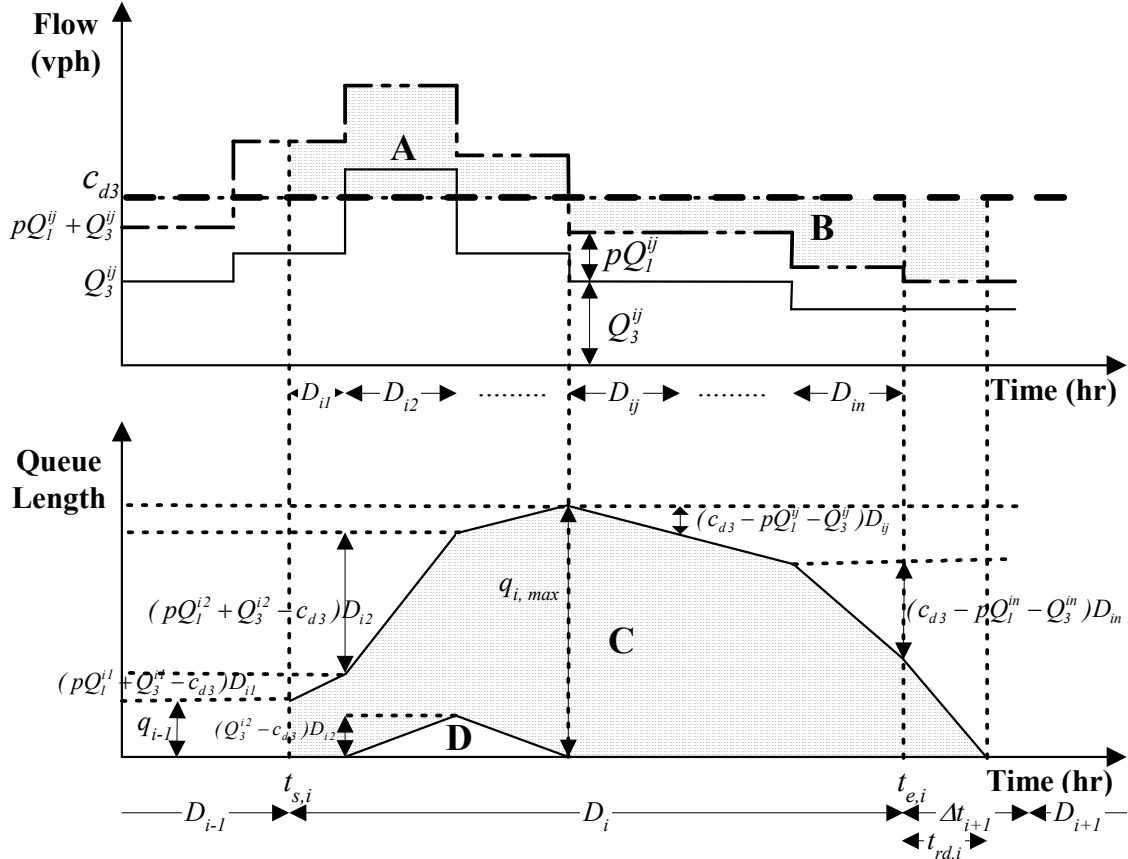 Flow
(vph)
A
c_{d3}
pQ_1^{ij} + Q_3^{ij}
B
pQ_1^{ij}
Q_3^{ij}
Q_3^{ij}
D_{i1} D_{i2} ......... D_{ij} ......... D_{in} Time (hr)
Queue
Length
(c_{d3} - pQ_1^{ij} - Q_3^{ij})D_{ij}
q_{i, max}
(pQ_1^{i2} + Q_3^{i2} - c_{d3})D_{i2}
(c_{d3} - pQ_1^{in} - Q_3^{in})D_{in}
C
(pQ_1^{i1} + Q_3^{i1} - c_{d3})D_{i1}
q_{i-1}
(Q_3^{i2} - c_{d3})D_{i2}
D
t_{s,i} t_{e,i} Time (hr)
D_{i-1} D_i Δt_{i+1} D_{i+1}
t_{rd.i}